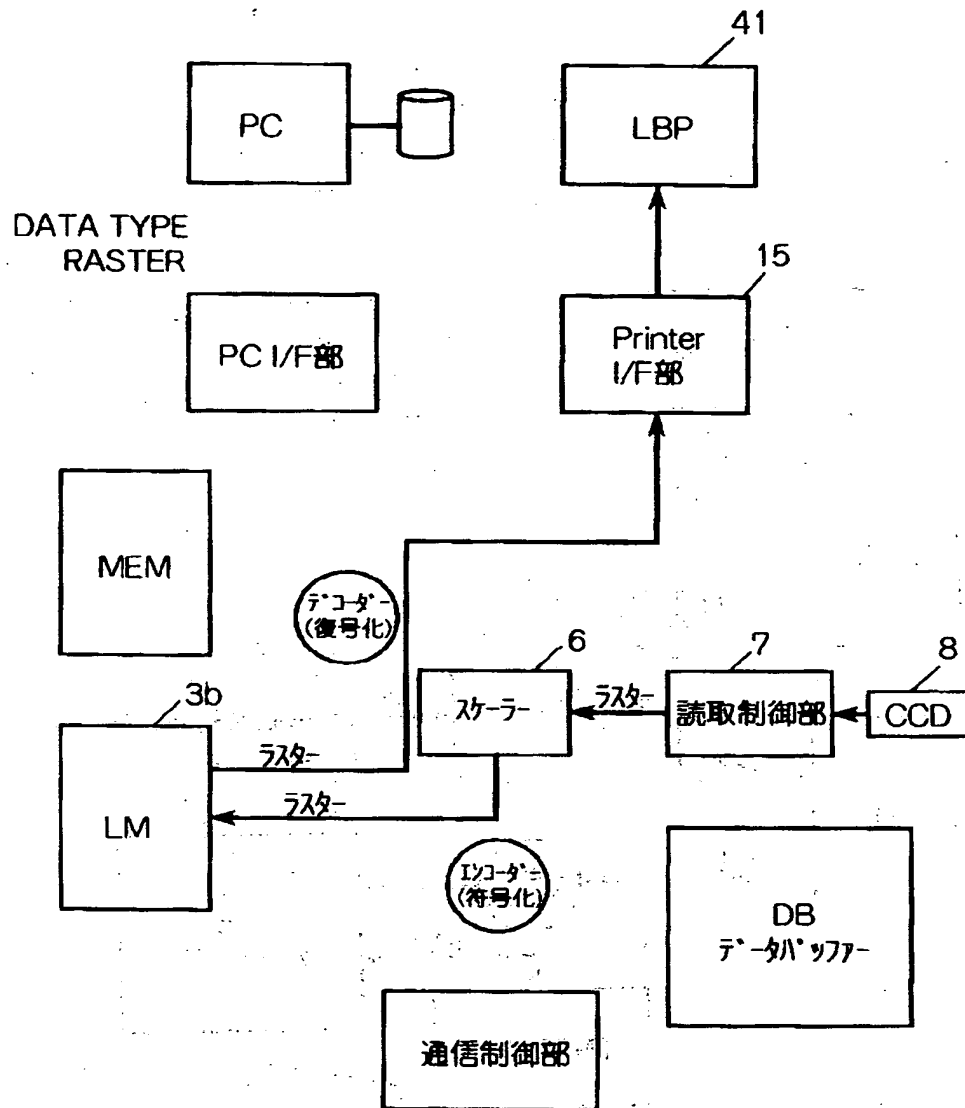 41
PC
LBP
DATA TYPE
RASTER
15
PC I/F部
Printer
I/F部
MEM
デコーダー
(復号化)
6
7
8
3b
スケーラー
ラスター
読取制御部
CCD
ラスター
ラスター
LM
エンコーダー
(符号化)
DB
データバッファー
通信制御部